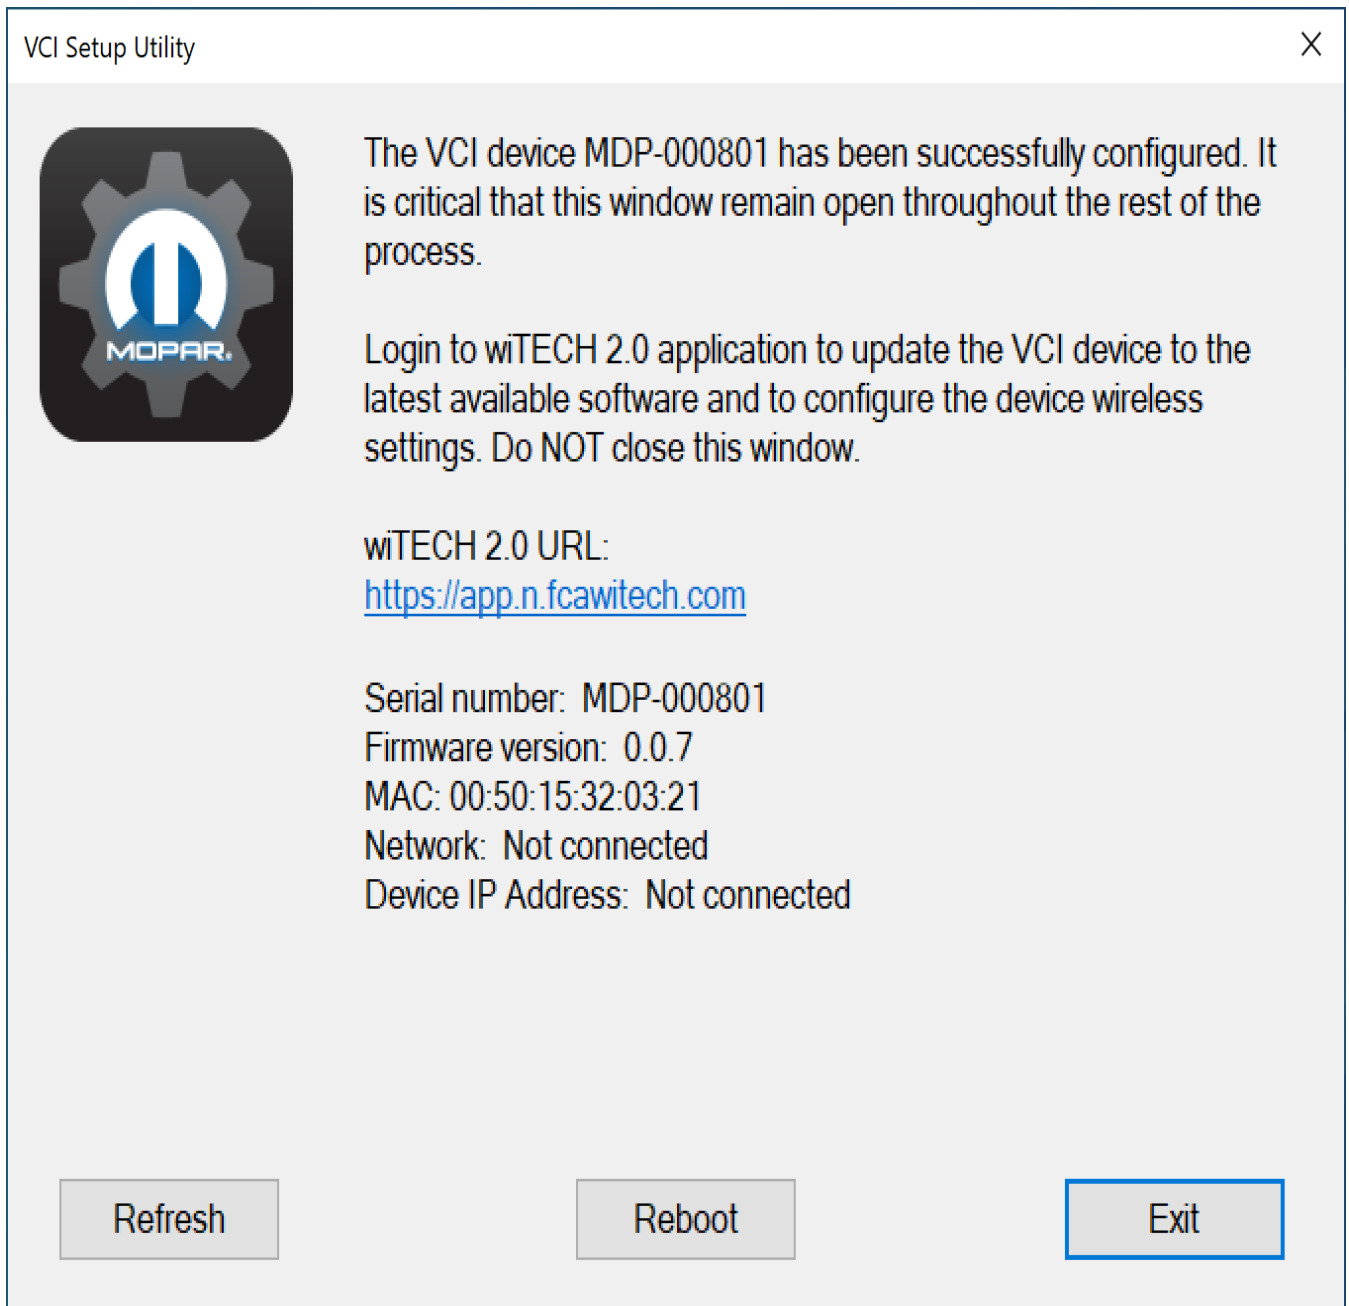 VCI Setup Utility
The VCI device MDP-000801 has been successfully configured. It
is critical that this window remain open throughout the rest of the
process.
MOPAR®
Login to wiTECH 2.0 application to update the VCI device to the
latest available software and to configure the device wireless
settings. Do NOT close this window.
wiTECH 2.0 URL:
https://app.n.fcawitech.com
Serial number:  MDP-000801
Firmware version:  0.0.7
MAC: 00:50:15:32:03:21
Network:  Not connected
Device IP Address:  Not connected
Refresh
Reboot
Exit